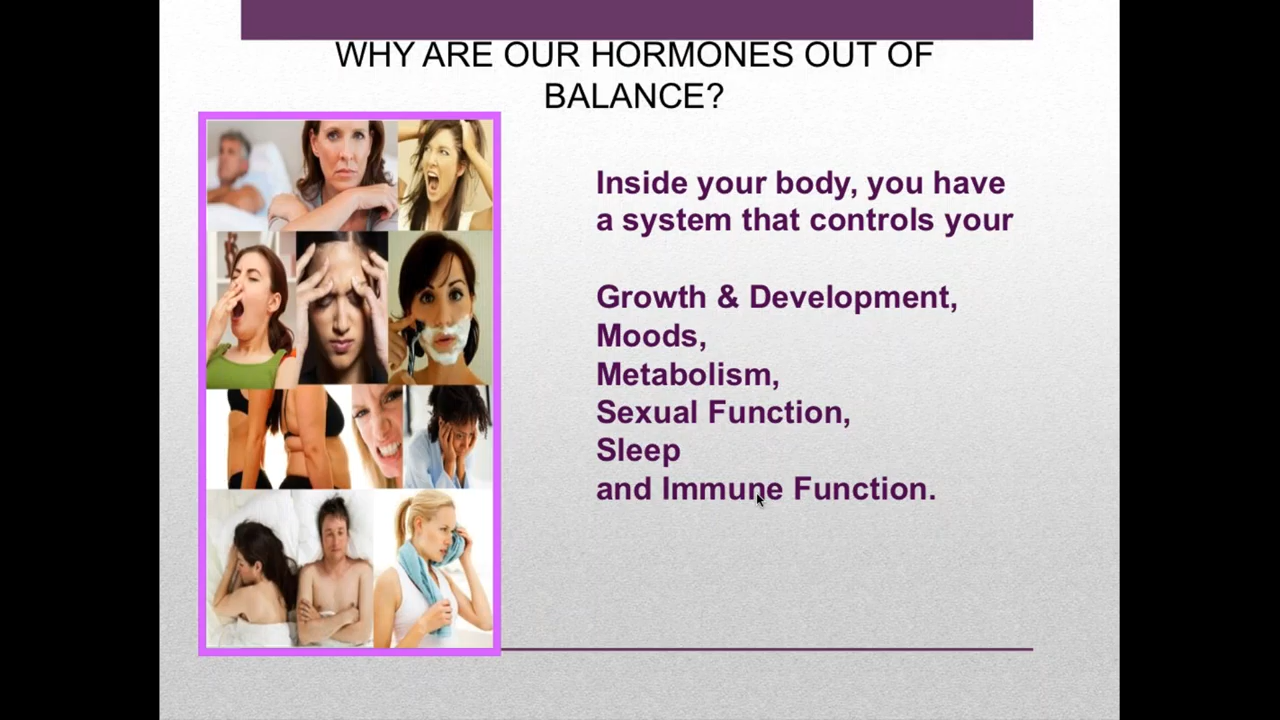 WHY ARE OUR HORMONES OUT OF
BALANCE?
Inside your body, you have
a system that controls your
Growth & Development,
Moods,
Metabolism,
Sexual Function,
Sleep
and Immune Function.